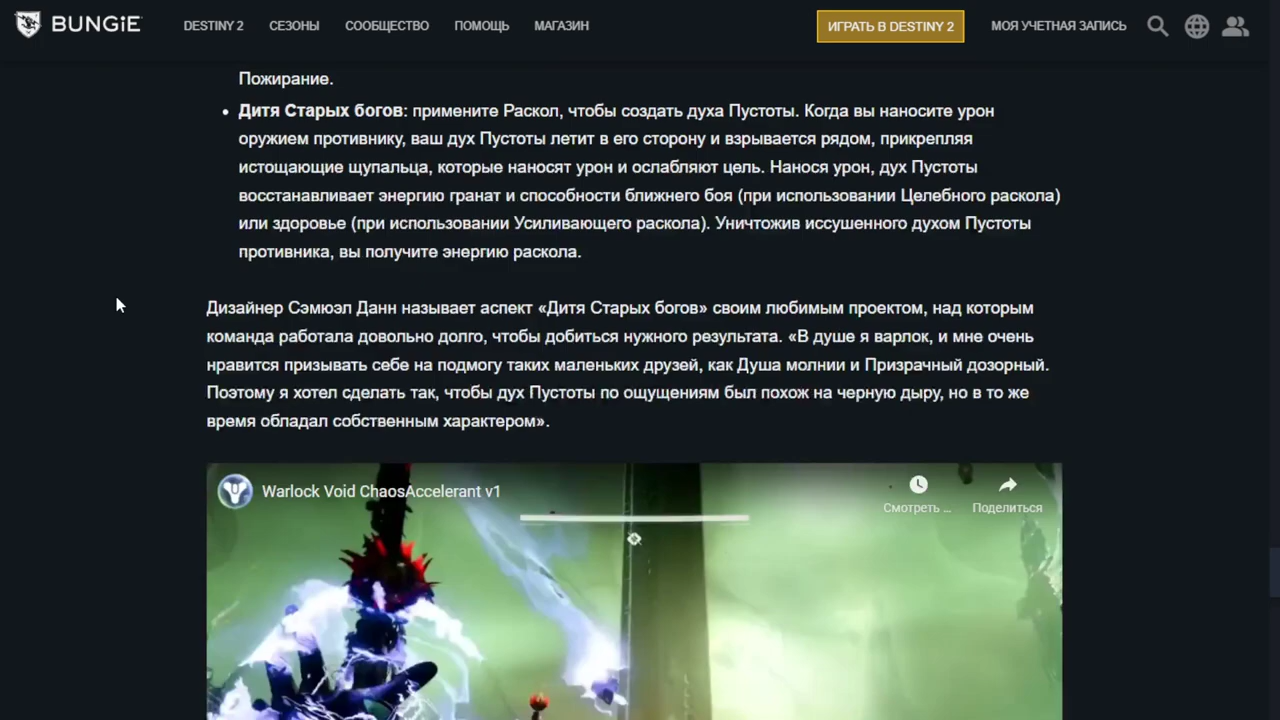 BUNGiE
DESTINY 2
СЕЗОНЫ
СООБЩЕСТВО
ПОМОЩЬ
МАГАЗИН
ИГРАТЬ В DESTINY 2
МОЯ УЧЕТНАЯ ЗАПИСЬ
Пожирание.
• Дитя Старых богов: примените Раскол, чтобы создать духа Пустоты. Когда вы наносите урон
оружием противнику, ваш дух Пустоты летит в его сторону и взрывается рядом, прикрепляя
истощающие щупальца, которые наносят урон и ослабляют цель. Нанося урон, дух Пустоты
восстанавливает энергию гранат и способности ближнего боя (при использовании Целебного раскола)
или здоровье (при использовании Усиливающего раскола). Уничтожив иссушенного духом Пустоты
противника, вы получите энергию раскола.
Дизайнер Сэмюэл Данн называет аспект «Дитя Старых богов» своим любимым проектом, над которым
команда работала довольно долго, чтобы добиться нужного результата. «В душе я варлок, и мне очень
нравится призывать себе на подмогу таких маленьких друзей, как Душа молнии и Призрачный дозорный.
Поэтому я хотел сделать так, чтобы дух Пустоты по ощущениям был похож на черную дыру, но в то же
время обладал собственным характером».
Warlock Void ChaosAccelerant v1
Смотреть ...
Поделиться